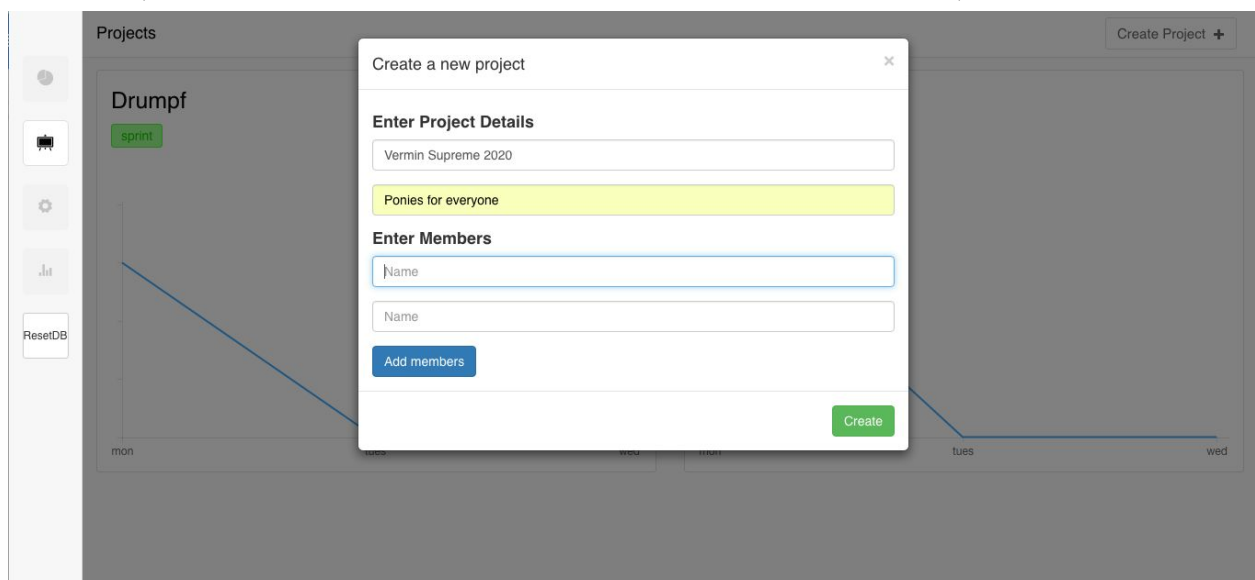 Projects
Create Project +
Create a new project
×
Drumpf
sprint
Enter Project Details
Vermin Supreme 2020
Ponies for everyone
Enter Members
Name
Name
Add members
Create
ResetDB
mon
tues
wed
mon
tues
wed